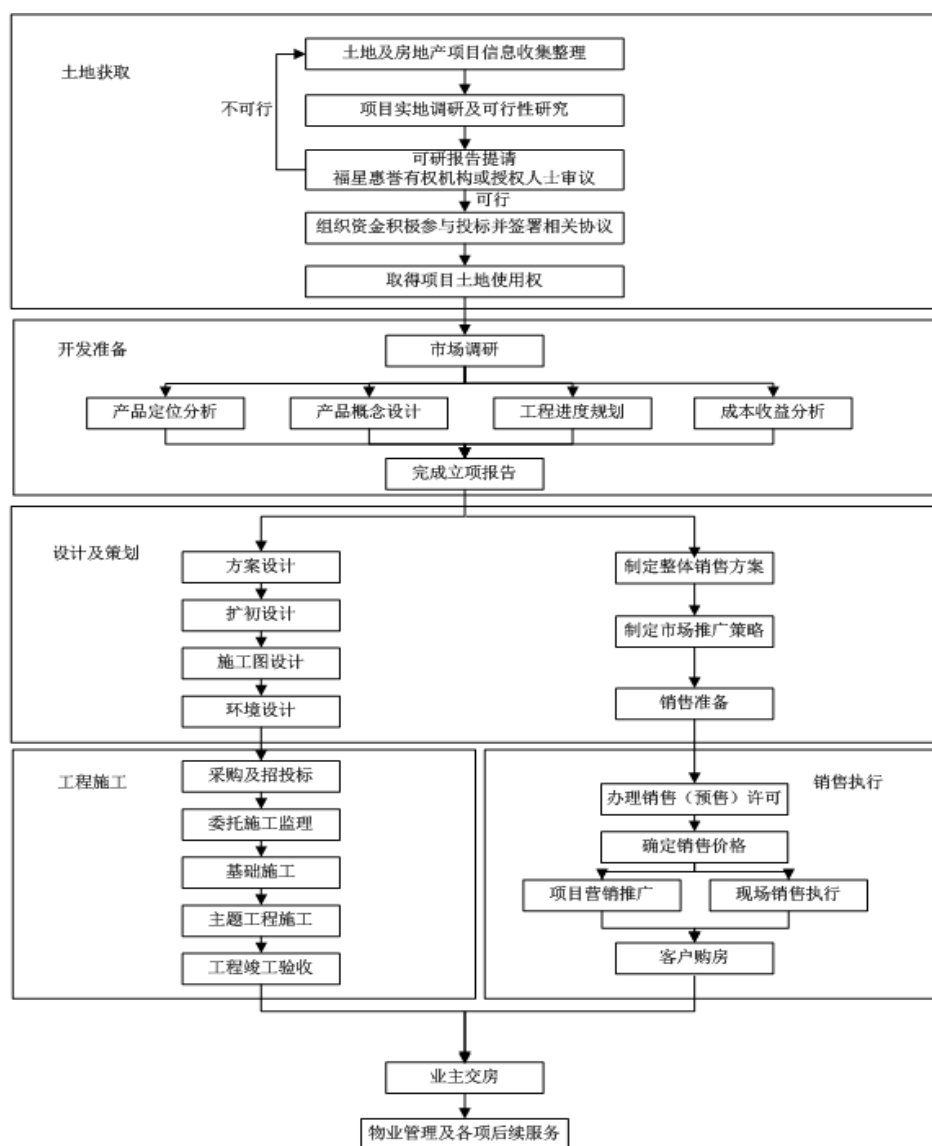 土地获取
土地及房地产项目信息收集整理
不可行
项目实地调研及可行性研究
可研报告提请
福星惠誉有权机构或授权人士审议
可行
组织资金积极参与投标并签署相关协议
取得项目土地使用权
开发准备
市场调研
产品定位分析
产品概念设计
工程进度规划
成本收益分析
完成立项报告
设计及策划
方案设计
扩初设计
施工图设计
环境设计
制定整体销售方案
制定市场推广策略
销售准备
工程施工
采购及招投标
委托施工监理
基础施工
主题工程施工
工程竣工验收
销售执行
办理销售（预售）许可
确定销售价格
项目营销推广
现场销售执行
客户购房
业主交房
物业管理及各项后续服务